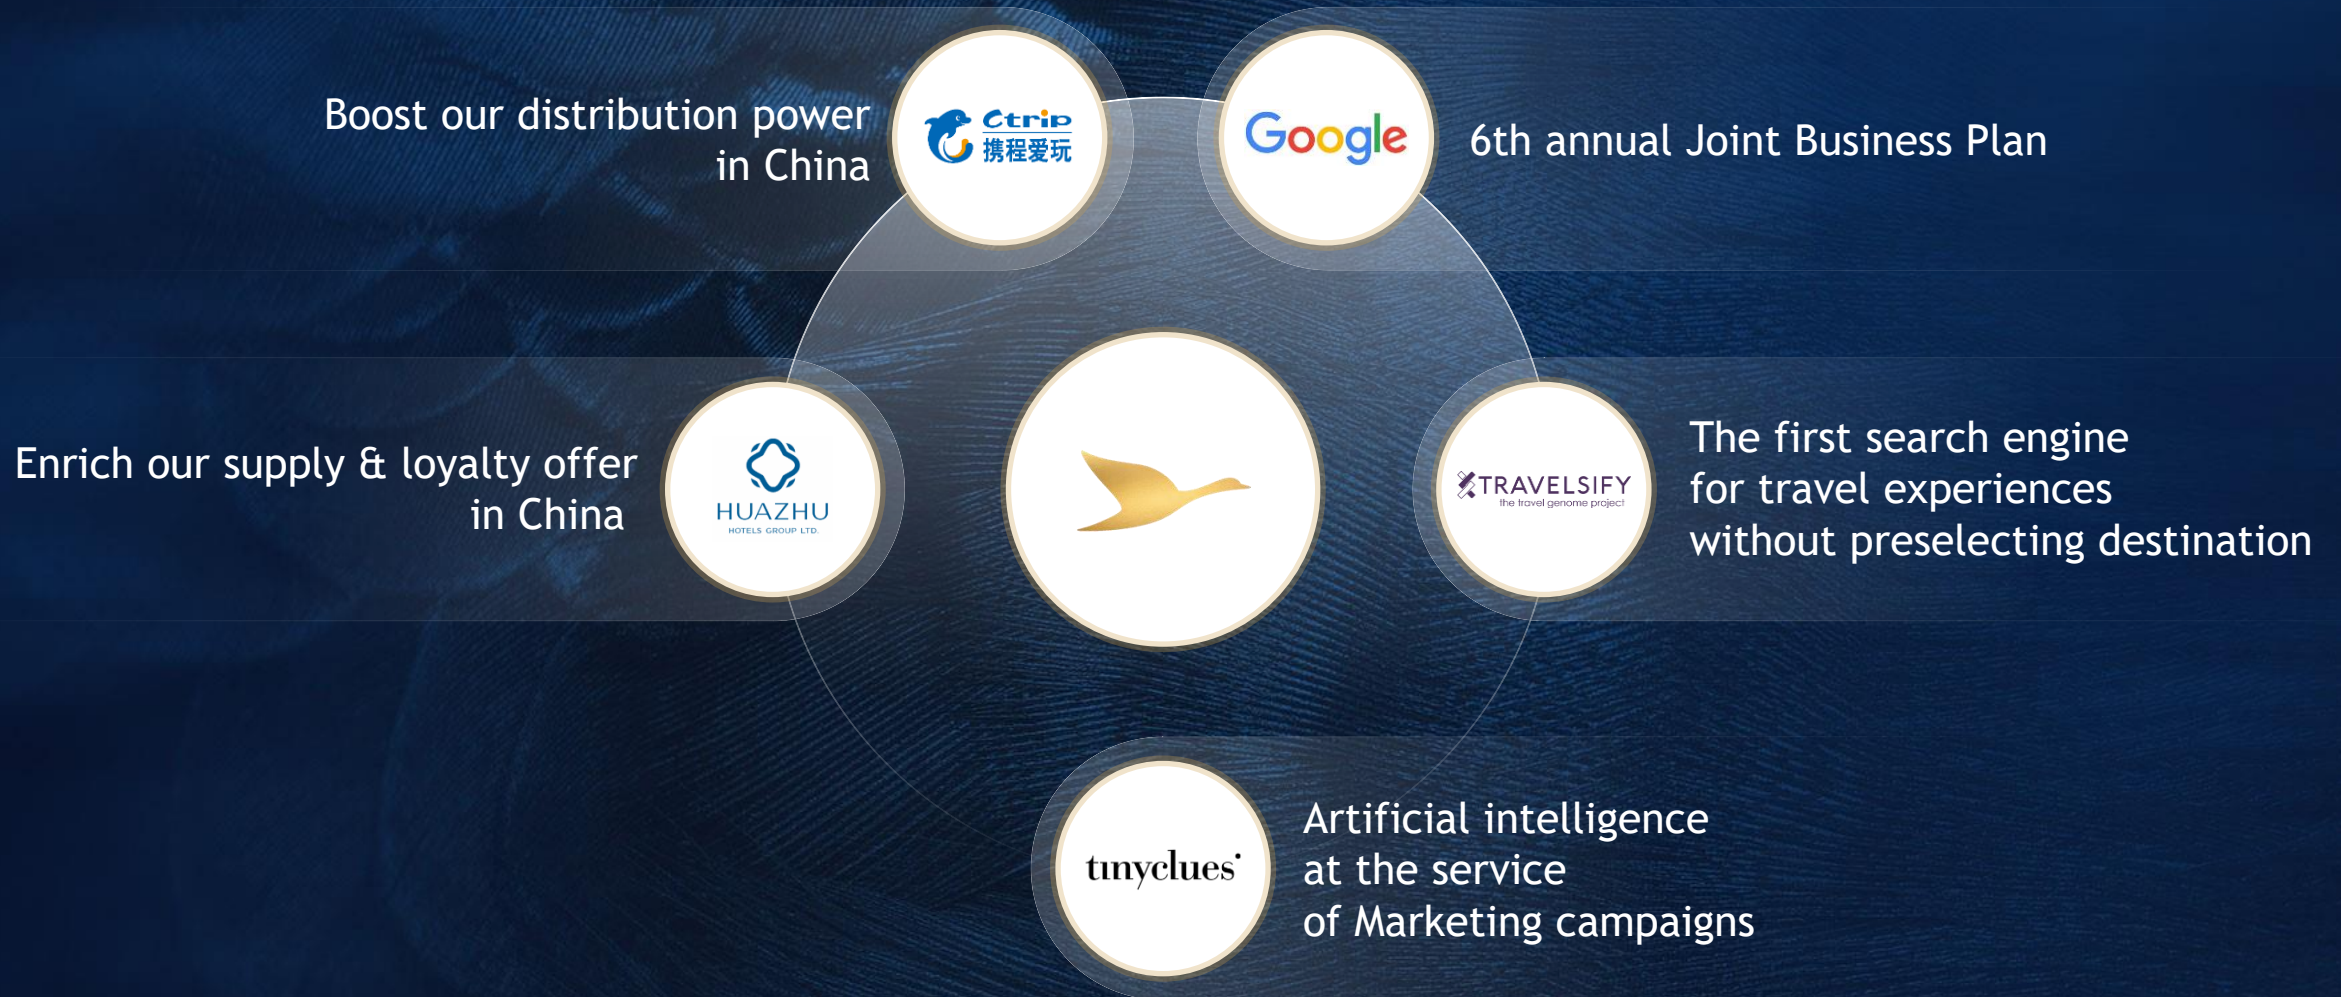 Boost our distribution power
in China
Ctrip
携程爱玩
Google
6th annual Joint Business Plan
Enrich our supply & loyalty offer
in China
HUAZHU
HOTELS GROUP LTD.
TRAVELSIFY
the travel genome project
The first search engine
for travel experiences
without preselecting destination
tinyclues
Artificial intelligence
at the service
of Marketing campaigns